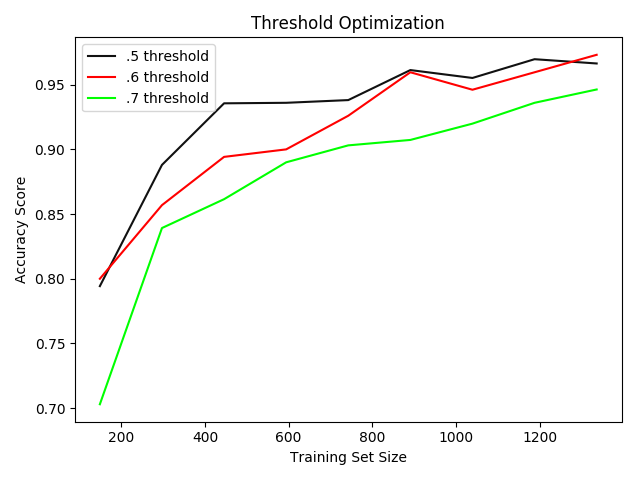 Threshold Optimization
.5 threshold
.6 threshold
.7 threshold
Accuracy Score
0.95
0.90
0.85
0.80
0.75
0.70
200 400 600 800 1000 1200
Training Set Size